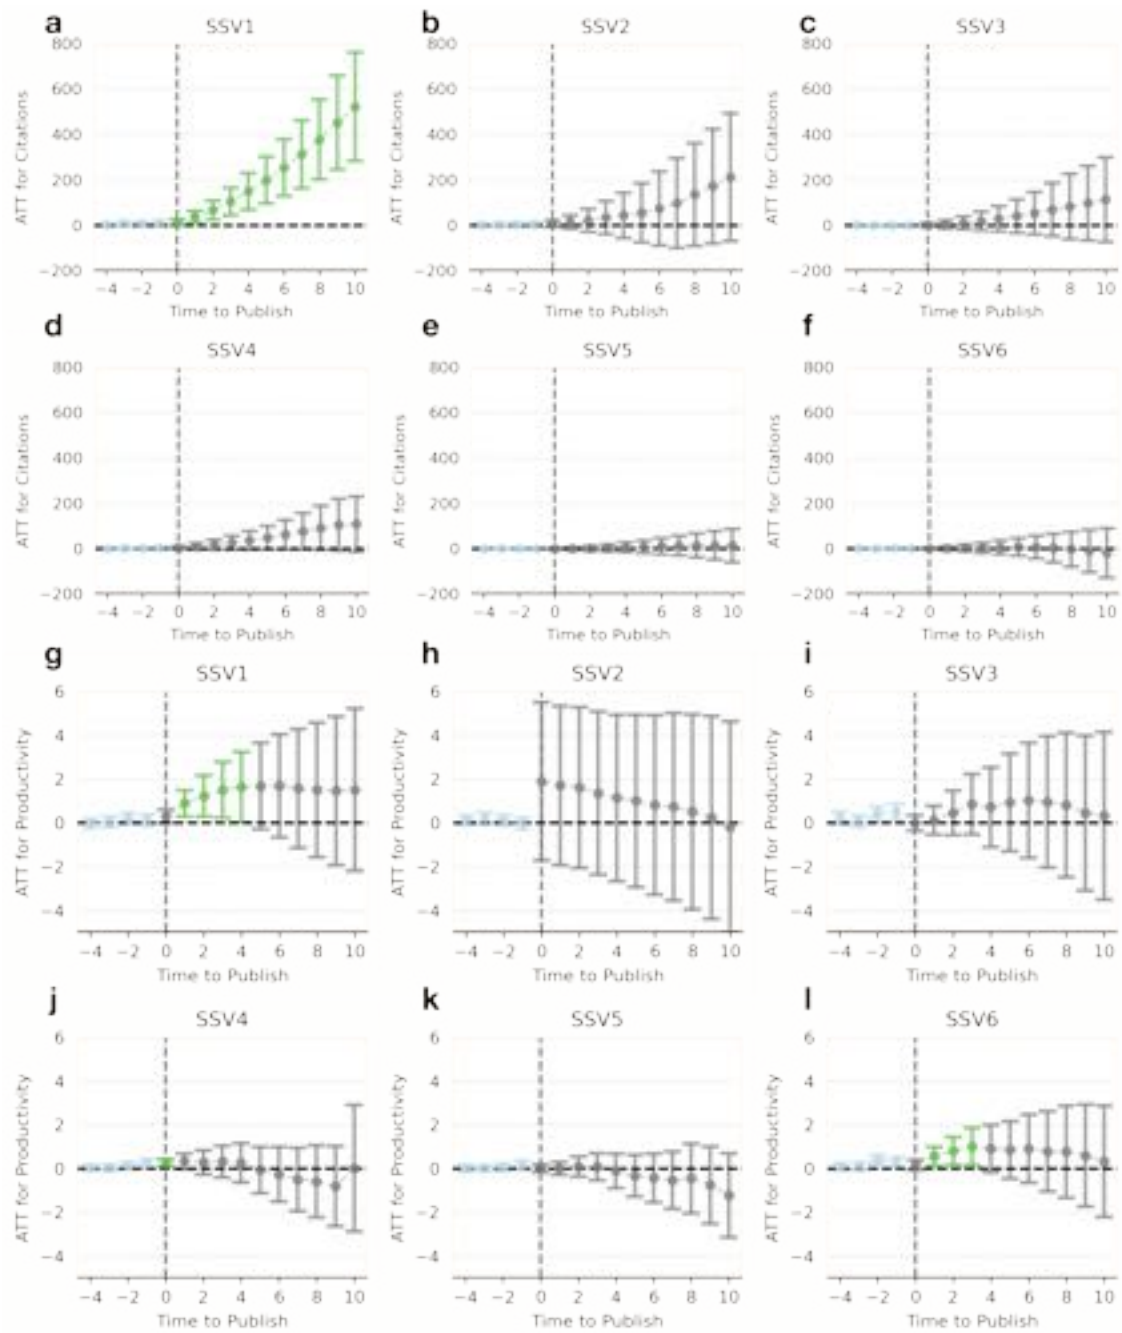 a
SSV1
800
600
400
200
0
−200
ATT for Citations
−4 −2 0 2 4 6 8 10
Time to Publish
b
SSV2
800
600
400
200
0
−200
ATT for Citations
−4 −2 0 2 4 6 8 10
Time to Publish
c
SSV3
800
600
400
200
0
−200
ATT for Citations
−4 −2 0 2 4 6 8 10
Time to Publish
d
SSV4
800
600
400
200
0
−200
ATT for Citations
−4 −2 0 2 4 6 8 10
Time to Publish
e
SSV5
800
600
400
200
0
−200
ATT for Citations
−4 −2 0 2 4 6 8 10
Time to Publish
f
SSV6
800
600
400
200
0
−200
ATT for Citations
−4 −2 0 2 4 6 8 10
Time to Publish
g
SSV1
6
4
2
0
−2
−4
ATT for Productivity
−4 −2 0 2 4 6 8 10
Time to Publish
h
SSV2
6
4
2
0
−2
−4
ATT for Productivity
−4 −2 0 2 4 6 8 10
Time to Publish
i
SSV3
6
4
2
0
−2
−4
ATT for Productivity
−4 −2 0 2 4 6 8 10
Time to Publish
j
SSV4
6
4
2
0
−2
−4
ATT for Productivity
−4 −2 0 2 4 6 8 10
Time to Publish
k
SSV5
6
4
2
0
−2
−4
ATT for Productivity
−4 −2 0 2 4 6 8 10
Time to Publish
l
SSV6
6
4
2
0
−2
−4
ATT for Productivity
−4 −2 0 2 4 6 8 10
Time to Publish